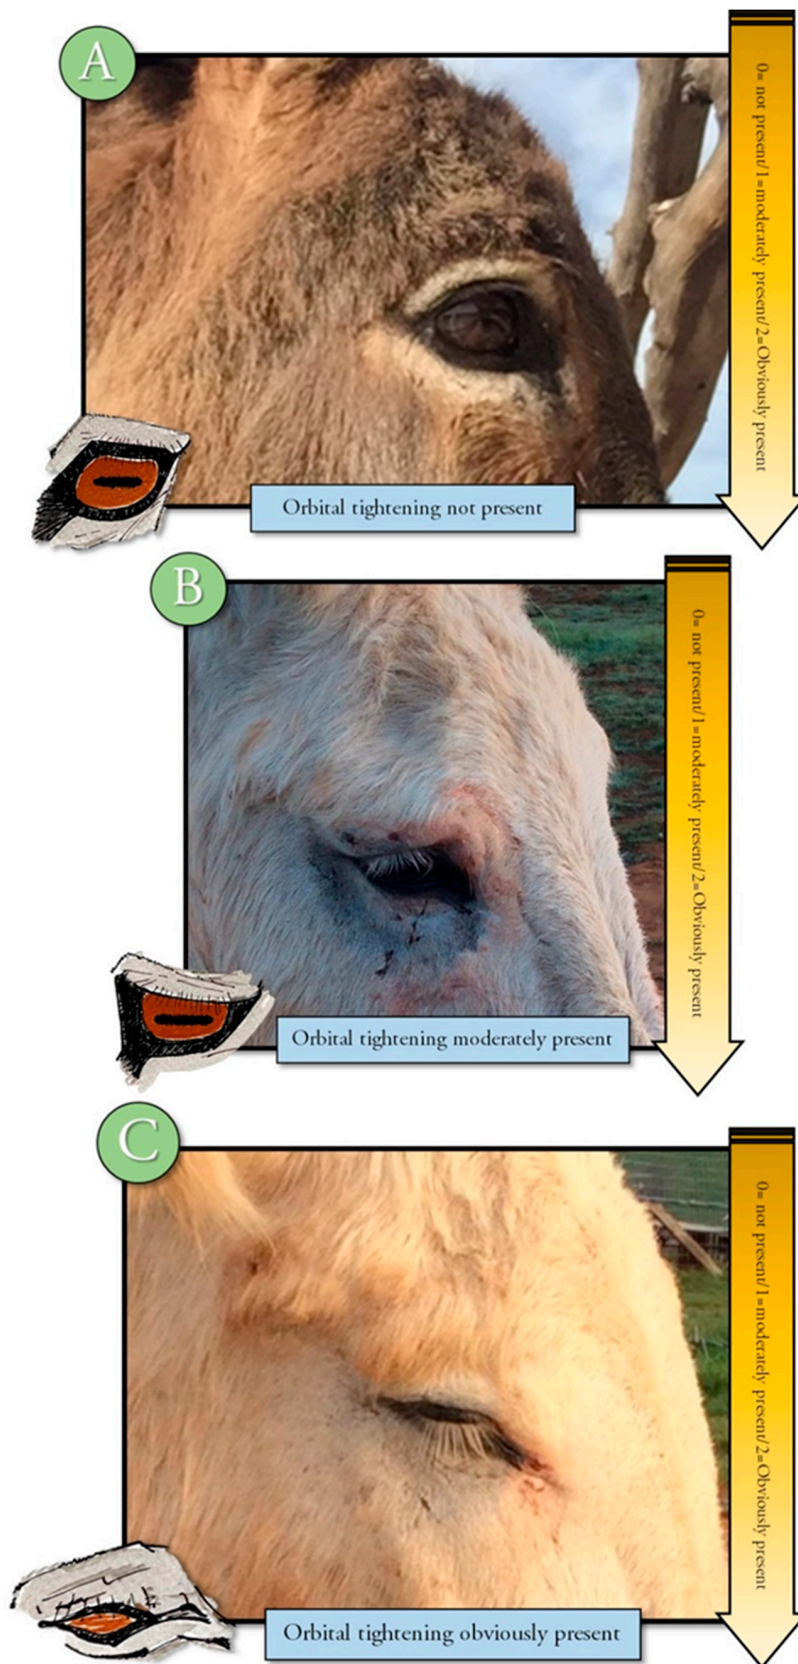 A
0= not present/1=moderately present/2=Obviously present
Orbital tightening not present
B
0= not present/1=moderately present/2=Obviously present
Orbital tightening moderately present
C
0= not present/1=moderately present/2=Obviously present
Orbital tightening obviously present